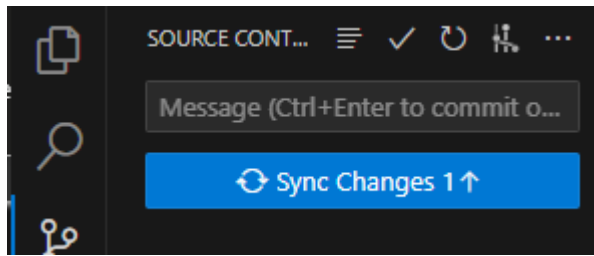 SOURCE CONT...
Message (Ctrl+Enter to commit o...
Sync Changes 1↑